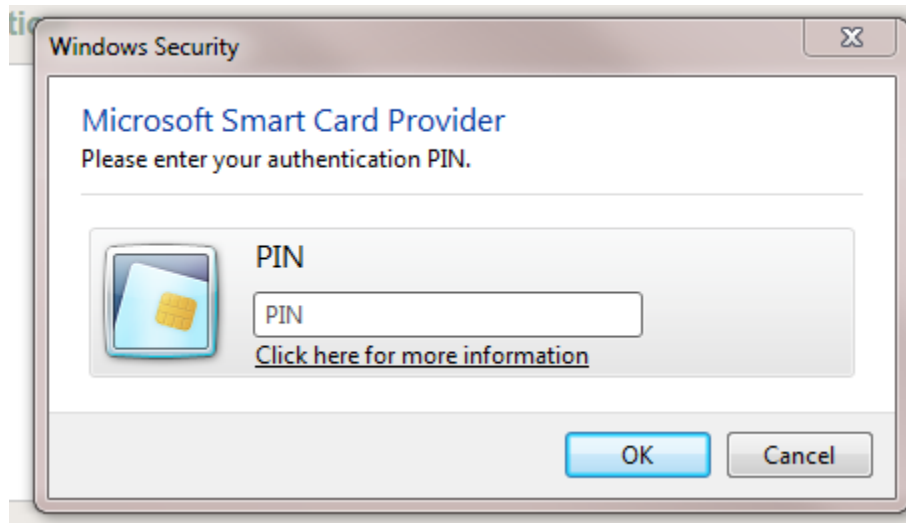 tio
Windows Security
Microsoft Smart Card Provider
Please enter your authentication PIN.
PIN
PIN
Click here for more information
OK
Cancel